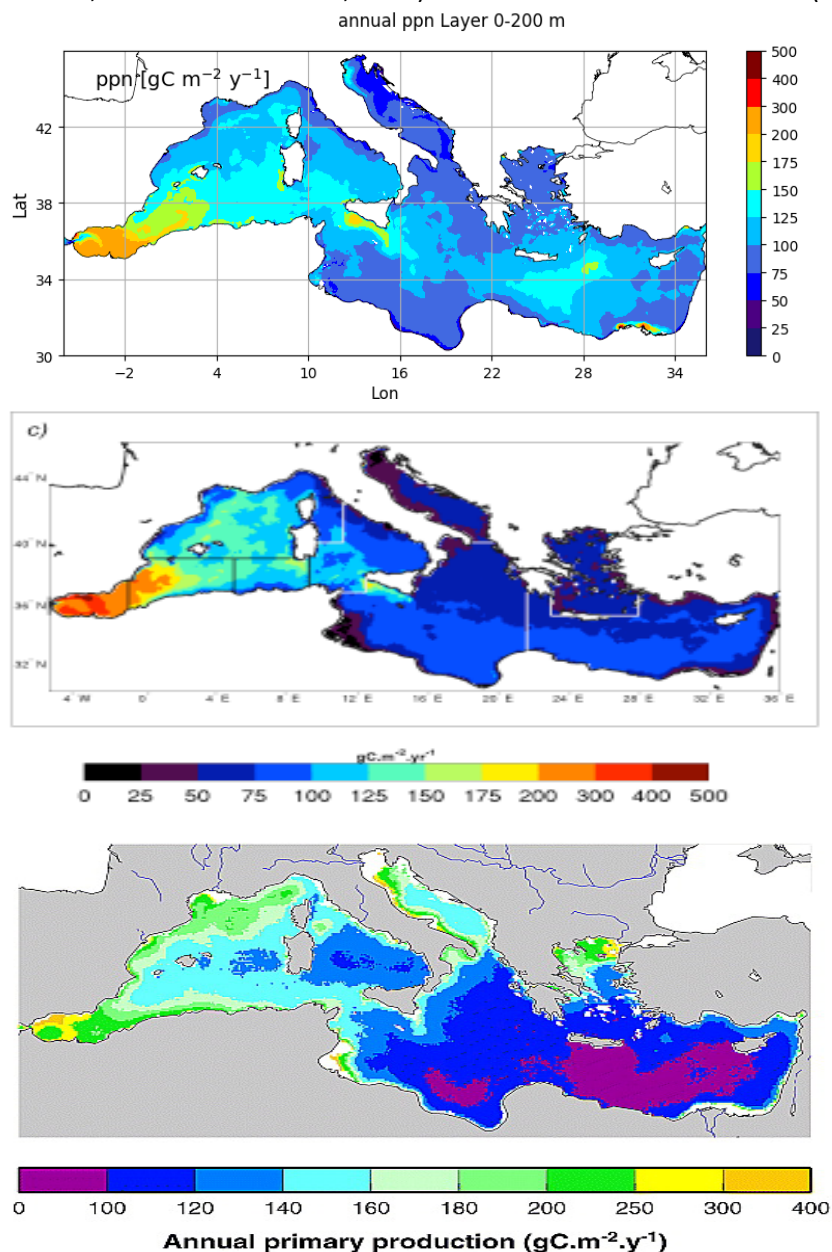 annual ppn Layer 0-200 m
ppn [gC m⁻² y⁻¹]
42
38
34
30
Lat
−2 4 10 16 22 28 34
Lon
500
400
300
200
175
150
125
100
75
50
25
0
c)
44° N
40° N
36° N
32° N
4° W 0° 4° E 8° E 12° E 16° E 20° E 24° E 28° E 32° E 36° E
gC.m⁻².yr⁻¹
0 25 50 75 100 125 150 175 200 300 400 500
0 100 120 140 160 180 200 250 300 400
Annual primary production (gC.m⁻².y⁻¹)